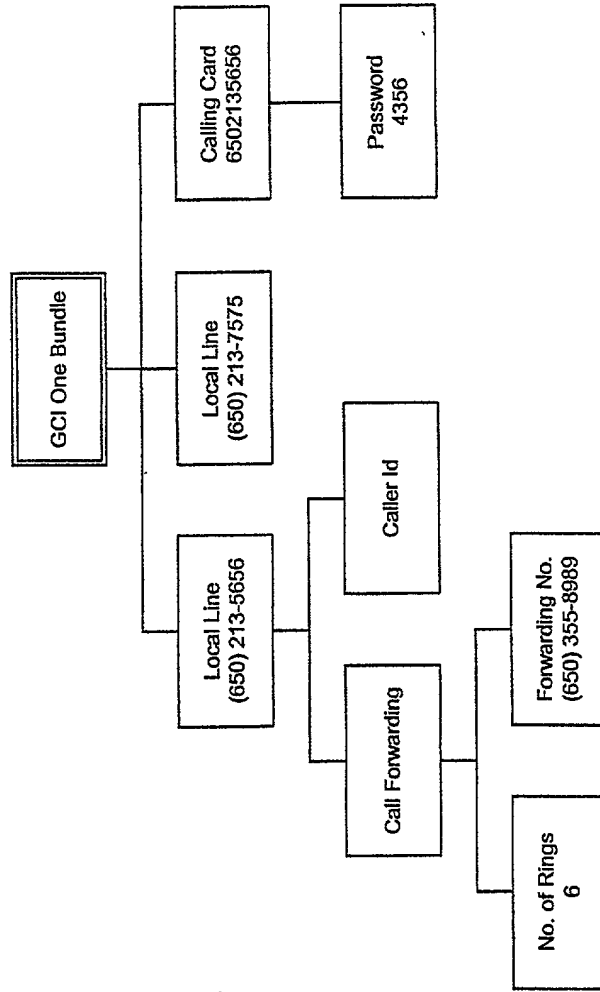 GCI One Bundle
Local Line
(650) 213-5656
Local Line
(650) 213-7575
Calling Card
6502135656
Call Forwarding
Caller Id
Password
4356
No. of Rings
6
Forwarding No.
(650) 355-8989